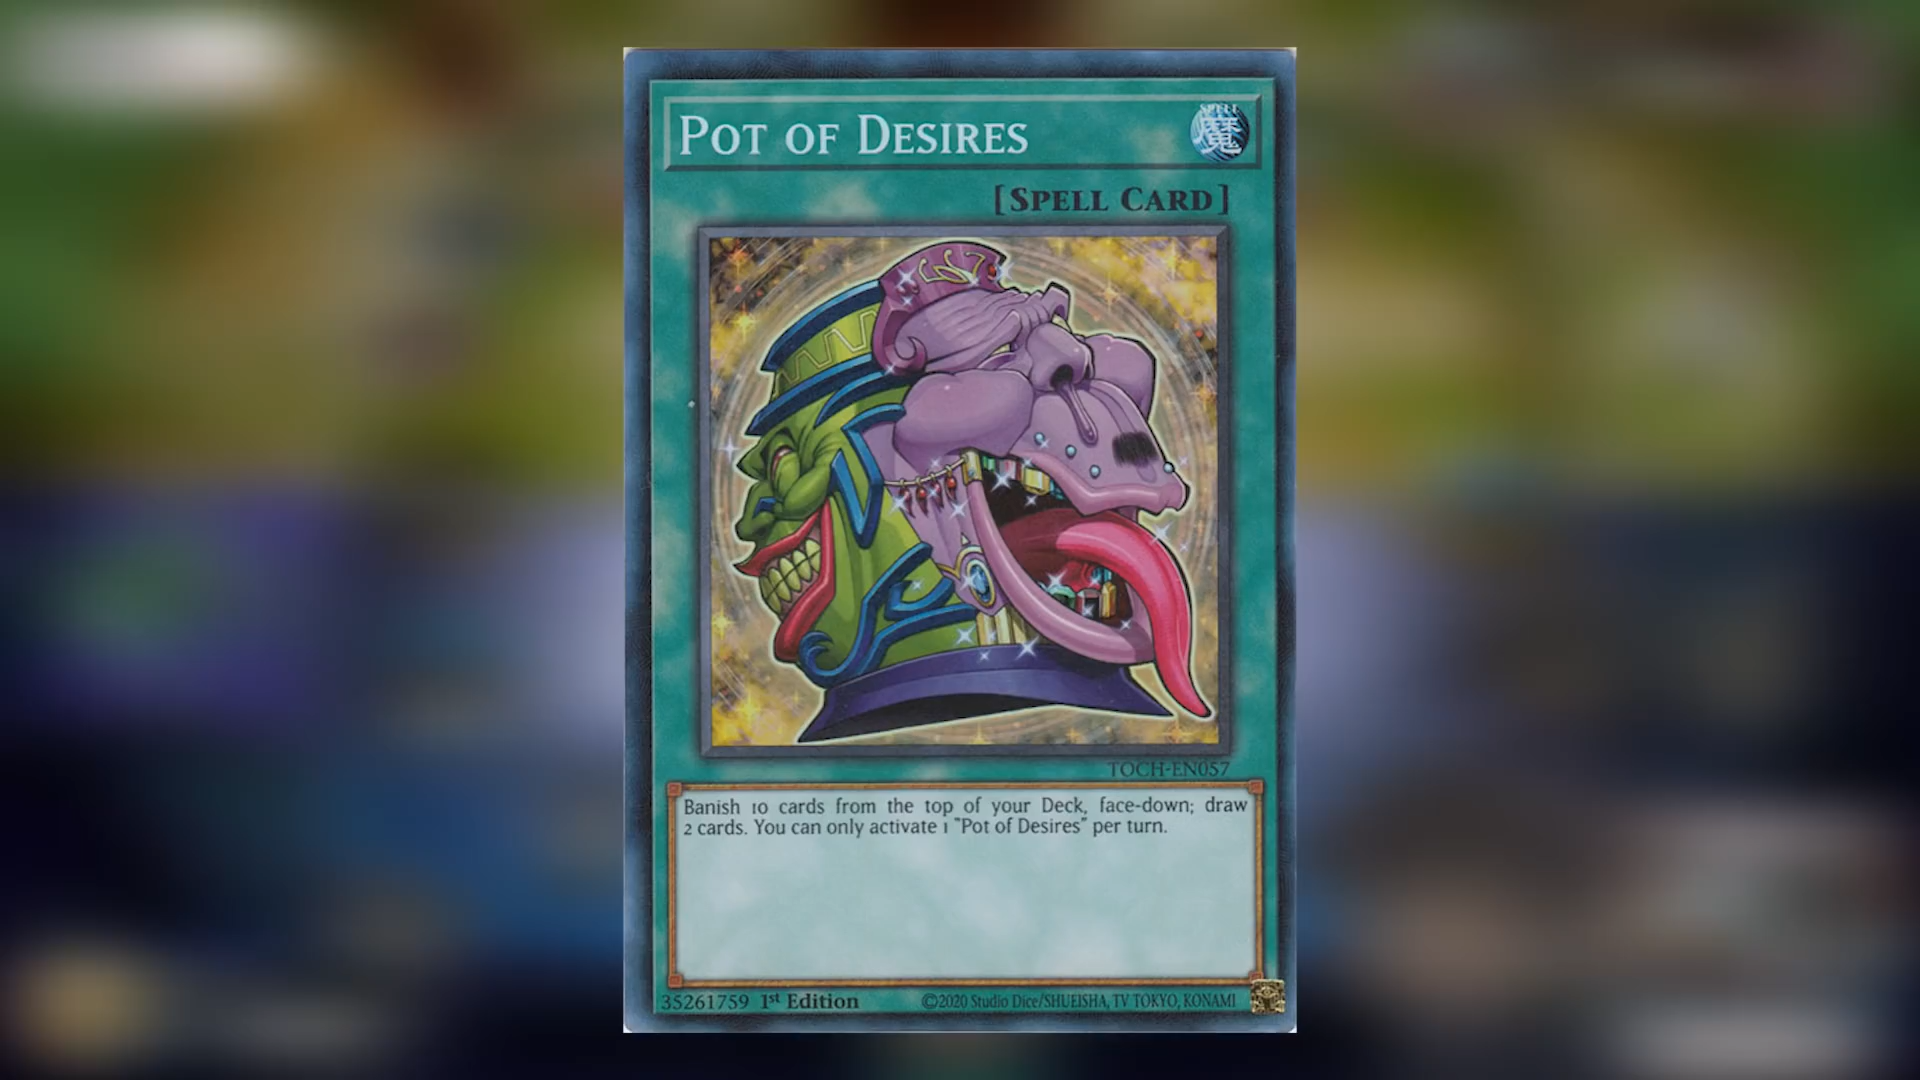 POT OF DESIRES
SPELL
魔
[SPELL CARD]
TOCH-EN057
Banish 10 cards from the top of your Deck, face-down; draw
2 cards. You can only activate 1 "Pot of Desires" per turn.
35261759 1st Edition ©2020 Studio Dice/SHUEISHA, TV TOKYO, KONAMI